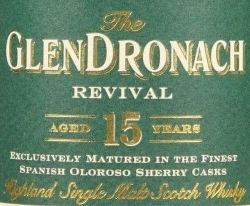 The
GLENDRONACH
REVIVAL
AGED 15 YEARS
EXCLUSIVELY MATURED IN THE FINEST
SPANISH OLOROSO SHERRY CASKS
Highland Single Malt Scotch Whisky